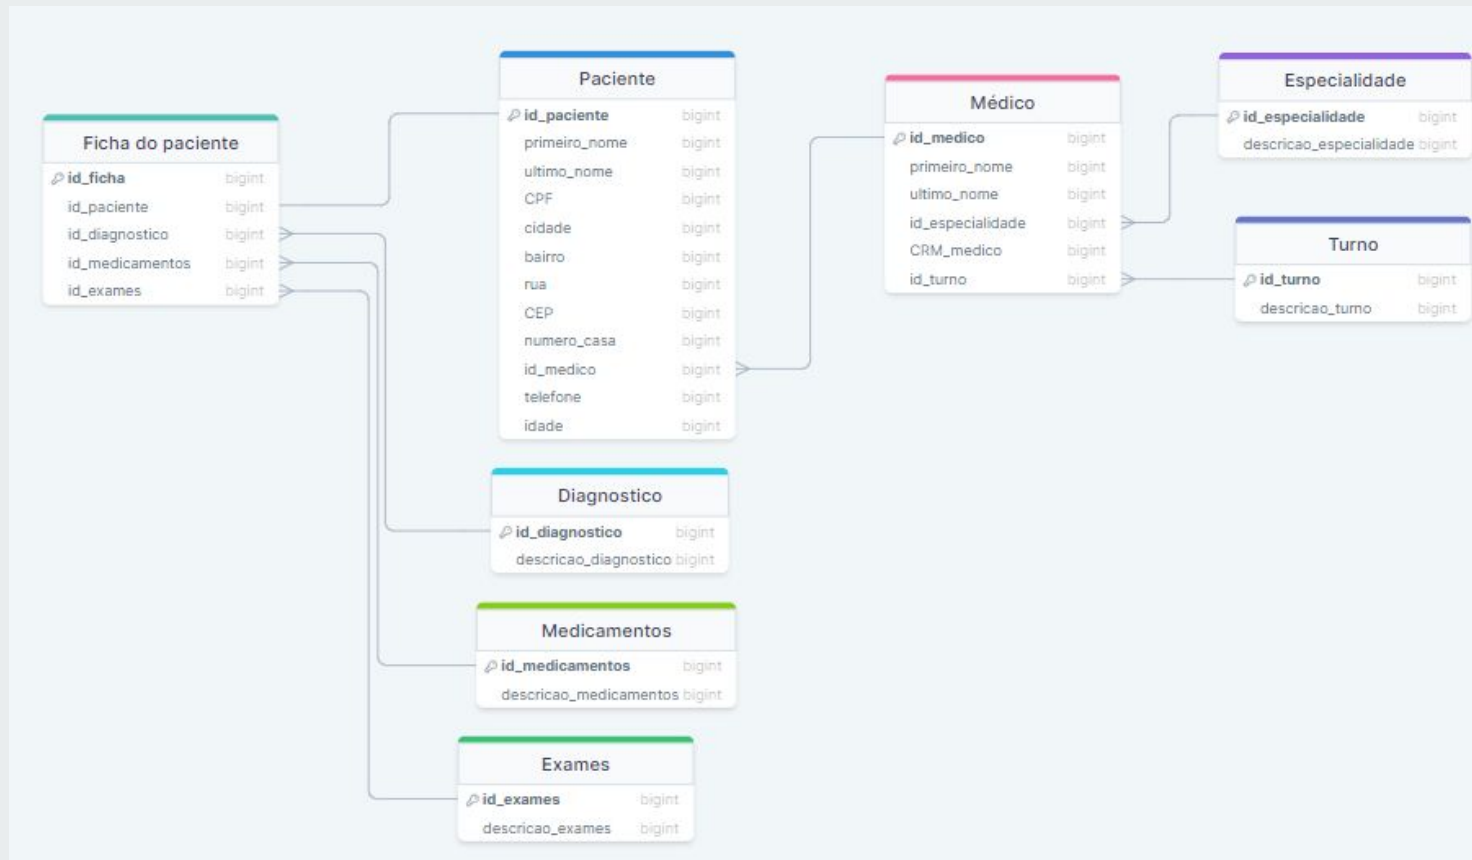 Ficha do paciente
id_ficha bigint
id_paciente bigint
id_diagnostico bigint
id_medicamentos bigint
id_exames bigint
Paciente
id_paciente bigint
primeiro_nome bigint
ultimo_nome bigint
CPF bigint
cidade bigint
bairro bigint
rua bigint
CEP bigint
numero_casa bigint
id_medico bigint
telefone bigint
idade bigint
Diagnostico
id_diagnostico bigint
descricao_diagnostico bigint
Medicamentos
id_medicamentos bigint
descricao_medicamentos bigint
Exames
id_exames bigint
descricao_exames bigint
Médico
id_medico bigint
primeiro_nome bigint
ultimo_nome bigint
id_especialidade bigint
CRM_medico bigint
id_turno bigint
Especialidade
id_especialidade bigint
descricao_especialidade bigint
Turno
id_turno bigint
descricao_turno bigint